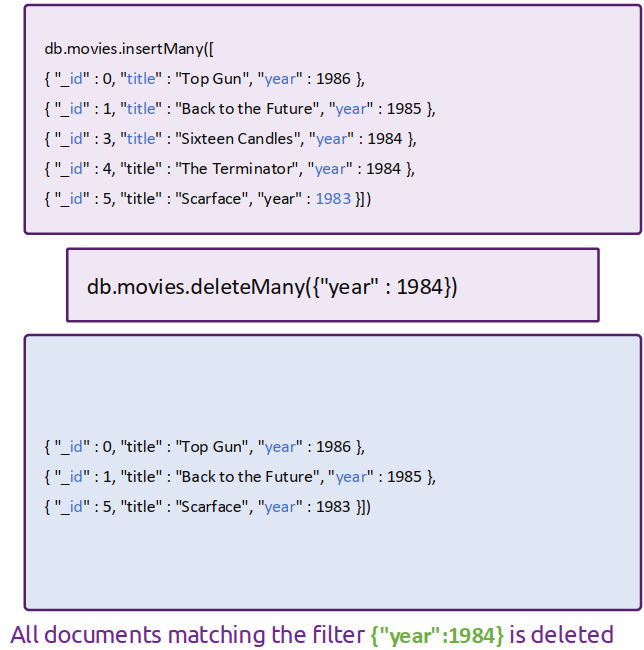 db.movies.insertMany([
{ "_id" : 0, "title" : "Top Gun", "year" : 1986 },
{ "_id" : 1, "title" : "Back to the Future", "year" : 1985 },
{ "_id" : 3, "title" : "Sixteen Candles", "year" : 1984 },
{ "_id" : 4, "title" : "The Terminator", "year" : 1984 },
{ "_id" : 5, "title" : "Scarface", "year" : 1983 }])
db.movies.deleteMany({"year" : 1984})
{ "_id" : 0, "title" : "Top Gun", "year" : 1986 },
{ "_id" : 1, "title" : "Back to the Future", "year" : 1985 },
{ "_id" : 5, "title" : "Scarface", "year" : 1983 }])
All documents matching the filter {"year":1984} is deleted